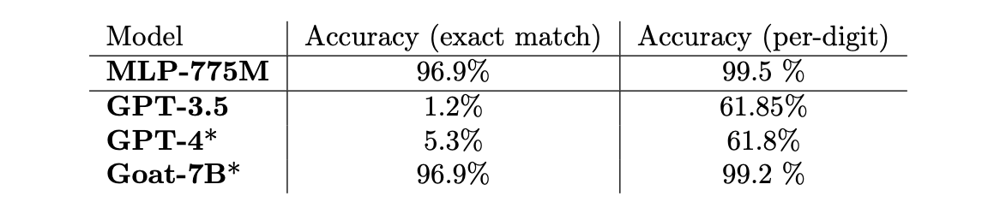 Model Accuracy (exact match) Accuracy (per-digit)
MLP-775M 96.9% 99.5 %
GPT-3.5 1.2% 61.85%
GPT-4* 5.3% 61.8%
Goat-7B* 96.9% 99.2 %